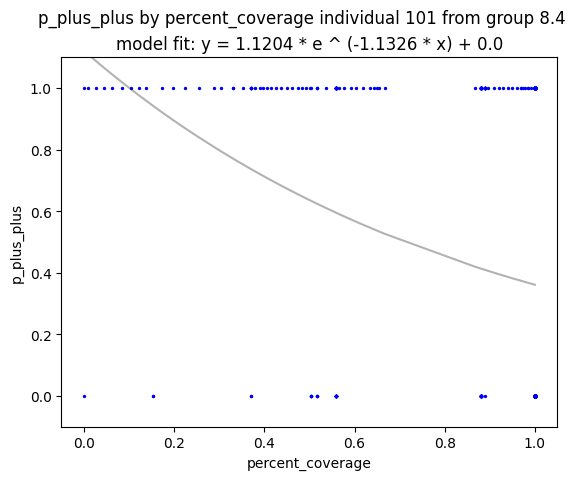 p_plus_plus by percent_coverage individual 101 from group 8.4
model fit: y = 1.1204 * e ^ (-1.1326 * x) + 0.0
1.0
0.8
0.6
0.4
0.2
0.0
p_plus_plus
0.0 0.2 0.4 0.6 0.8 1.0
percent_coverage